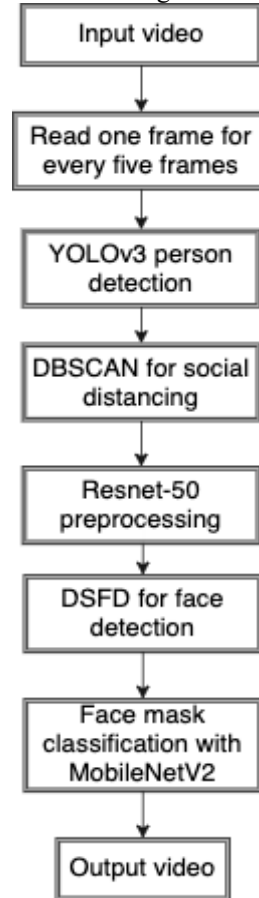 Input video
Read one frame for
every five frames
YOLOv3 person
detection
DBSCAN for social
distancing
Resnet-50
preprocessing
DSFD for face
detection
Face mask
classification with
MobileNetV2
Output video